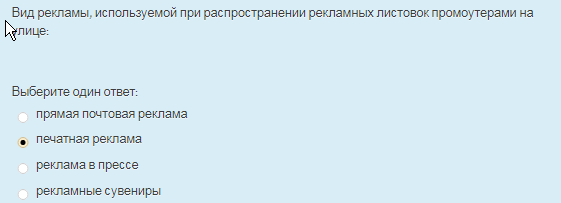 Вид рекламы, используемой при распространении рекламных листовок промоутерами на
улице:
Выберите один ответ:
прямая почтовая реклама
печатная реклама
реклама в прессе
рекламные сувениры